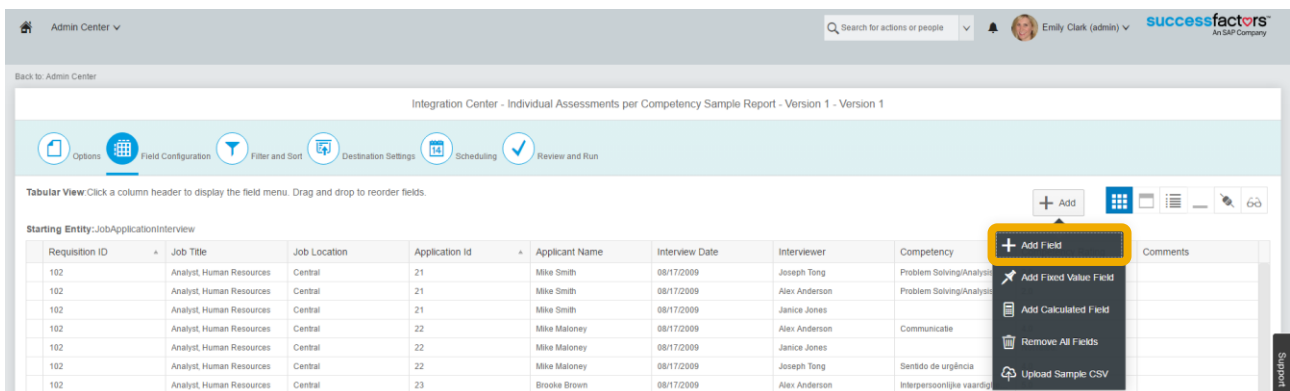 Admin Center
Search for actions or people
Emily Clark (admin)
successfactors™
An SAP Company
Back to: Admin Center
Integration Center - Individual Assessments per Competency Sample Report - Version 1 - Version 1
Options
Field Configuration
Filter and Sort
Destination Settings
14
Scheduling
Review and Run
Tabular View:Click a column header to display the field menu. Drag and drop to reorder fields.
Add
Starting Entity:JobApplicationInterview
Add Field
Add Fixed Value Field
Add Calculated Field
Remove All Fields
Upload Sample CSV
Requisition ID Job Title Job Location Application Id Applicant Name Interview Date Interviewer Competency Comments
102 Analyst, Human Resources Central 21 Mike Smith 08/17/2009 Joseph Tong Problem Solving/Analysis
102 Analyst, Human Resources Central 21 Mike Smith 08/17/2009 Alex Anderson Problem Solving/Analysis
102 Analyst, Human Resources Central 21 Mike Smith 08/17/2009 Janice Jones
102 Analyst, Human Resources Central 22 Mike Maloney 08/17/2009 Alex Anderson Communicatie
102 Analyst, Human Resources Central 22 Mike Maloney 08/17/2009 Janice Jones
102 Analyst, Human Resources Central 22 Mike Maloney 08/17/2009 Joseph Tong Sentido de urgência
102 Analyst, Human Resources Central 23 Brooke Brown 08/17/2009 Alex Anderson Interpersoonlijke
Support